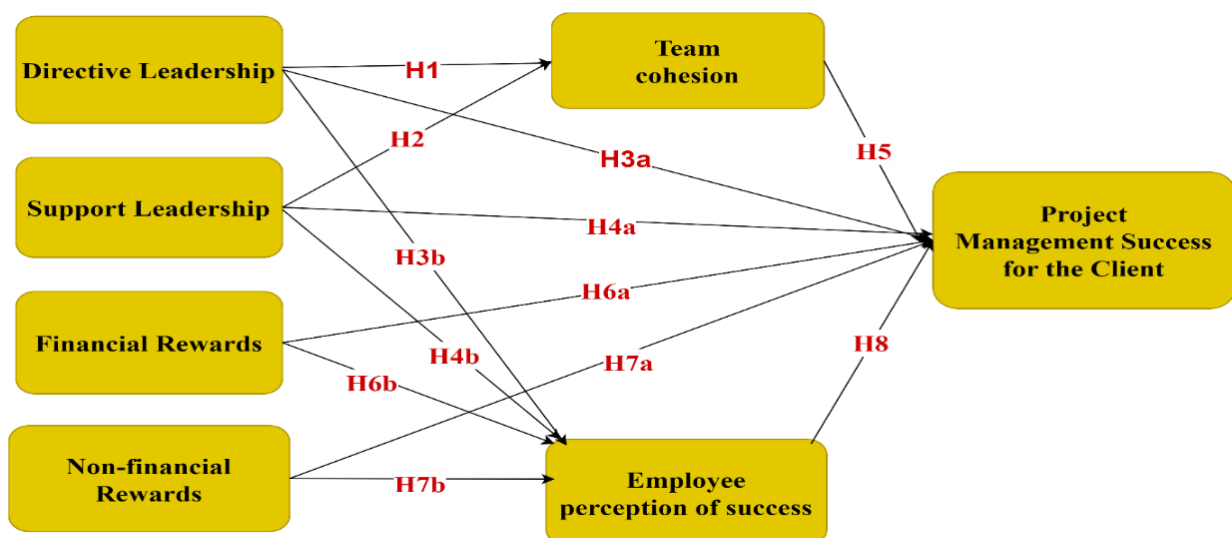 Directive Leadership
H1
Team
cohesion
H2
H3a
H5
Support Leadership
H4a
Project
Management Success
for the Client
H3b
H6a
Financial Rewards
H4b
H7a
H8
H6b
Non-financial
Rewards
H7b
Employee
perception of success